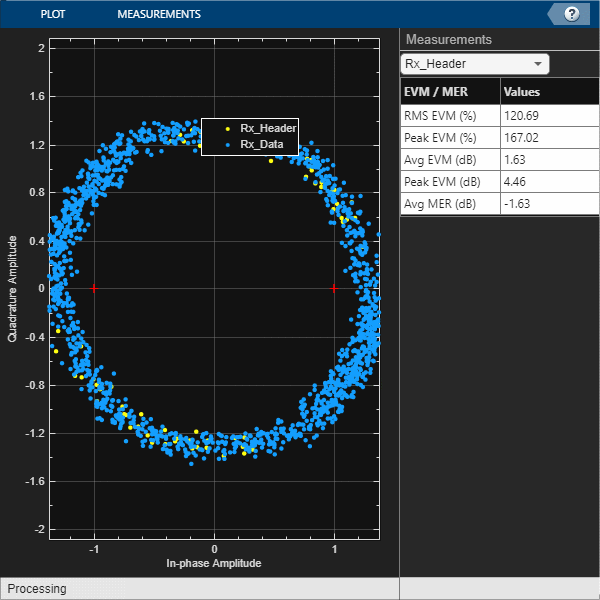 PLOT MEASUREMENTS ?
Measurements
Rx_Header
EVM / MER Values
RMS EVM (%) 120.69
Peak EVM (%) 167.02
Avg EVM (dB) 1.63
Peak EVM (dB) 4.46
Avg MER (dB) -1.63
Rx_Header
Rx_Data
Quadrature Amplitude
2
1.6
1.2
0.8
0.4
0
-0.4
-0.8
-1.2
-1.6
-2
-1 0 1
In-phase Amplitude
Processing